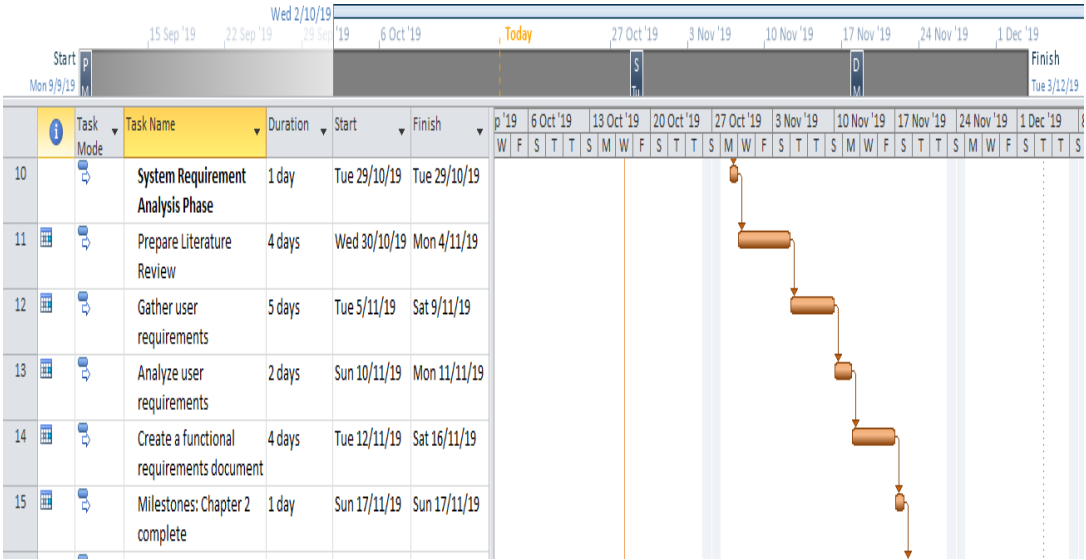 Wed 2/10/19
15 Sep '19 22 Sep '19 29 Sep '19 6 Oct '19 Today 27 Oct '19 3 Nov '19 10 Nov '19 17 Nov '19 24 Nov '19 1 Dec '19
Start P S D Finish
Mon 9/9/19 M Tu M Tue 3/12/19
Task Mode Task Name Duration Start Finish p '19 6 Oct '19 13 Oct '19 20 Oct '19 27 Oct '19 3 Nov '19 10 Nov '19 17 Nov '19 24 Nov '19 1 Dec '19 8
W F S T T S M W F S T T S M W F S T T S M W F S T T S M W F S T T S
10 System Requirement 1 day Tue 29/10/19 Tue 29/10/19
Analysis Phase
11 Prepare Literature 4 days Wed 30/10/19 Mon 4/11/19
Review
12 Gather user 5 days Tue 5/11/19 Sat 9/11/19
requirements
13 Analyze user 2 days Sun 10/11/19 Mon 11/11/19
requirements
14 Create a functional 4 days Tue 12/11/19 Sat 16/11/19
requirements document
15 Milestones: Chapter 2 1 day Sun 17/11/19 Sun 17/11/19
complete